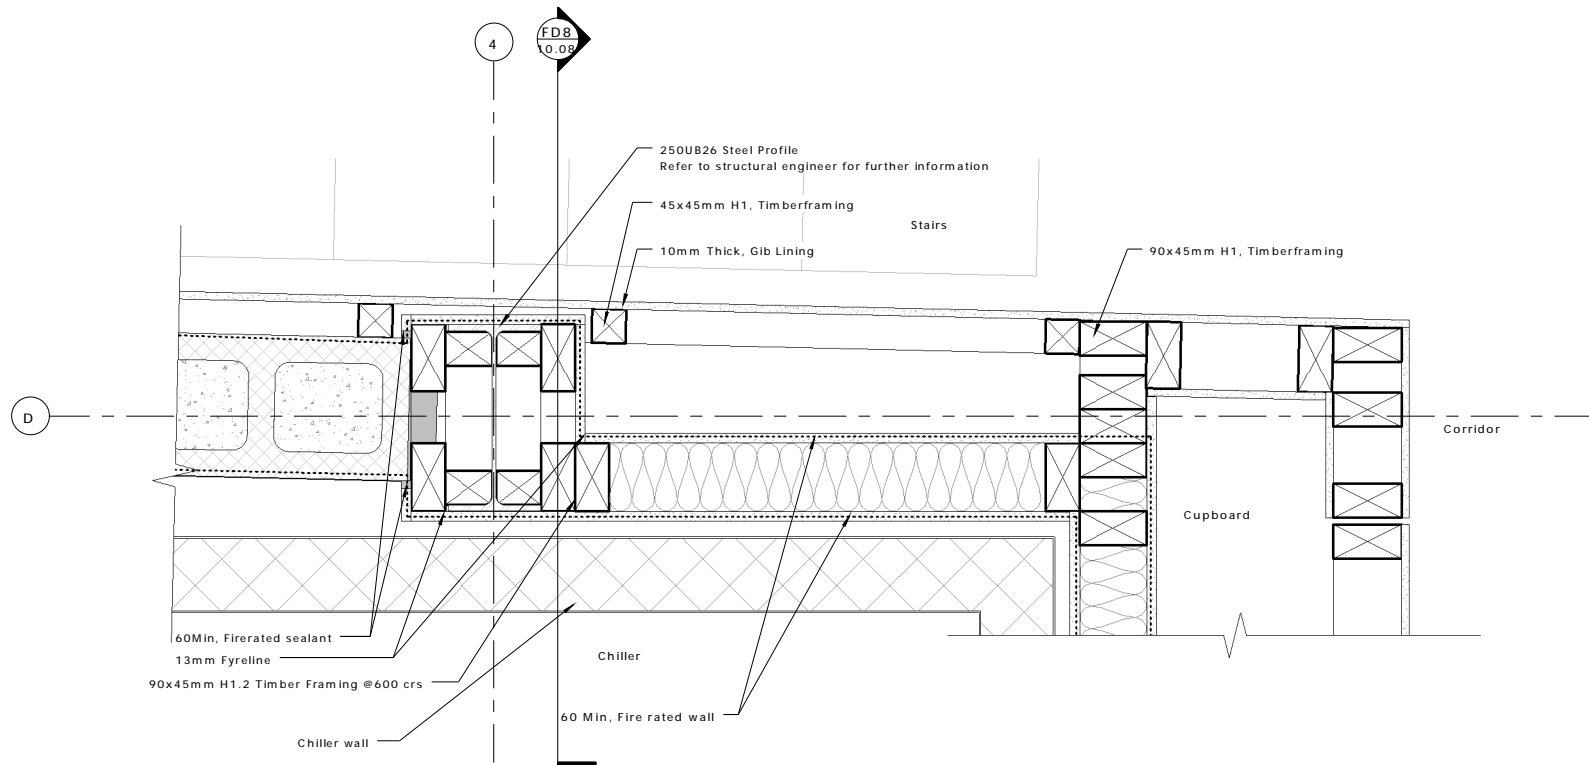 4
FD8
10.08
250UB26 Steel Profile
Refer to structural engineer for further information
45x45mm H1, Timberframing
Stairs
10mm Thick, Gib Lining
90x45mm H1, Timberframing
D
Corridor
Cupboard
60Min, Firerated sealant
13mm Fyreline
Chiller
90x45mm H1.2 Timber Framing @600 crs
60 Min, Fire rated wall
Chiller wall